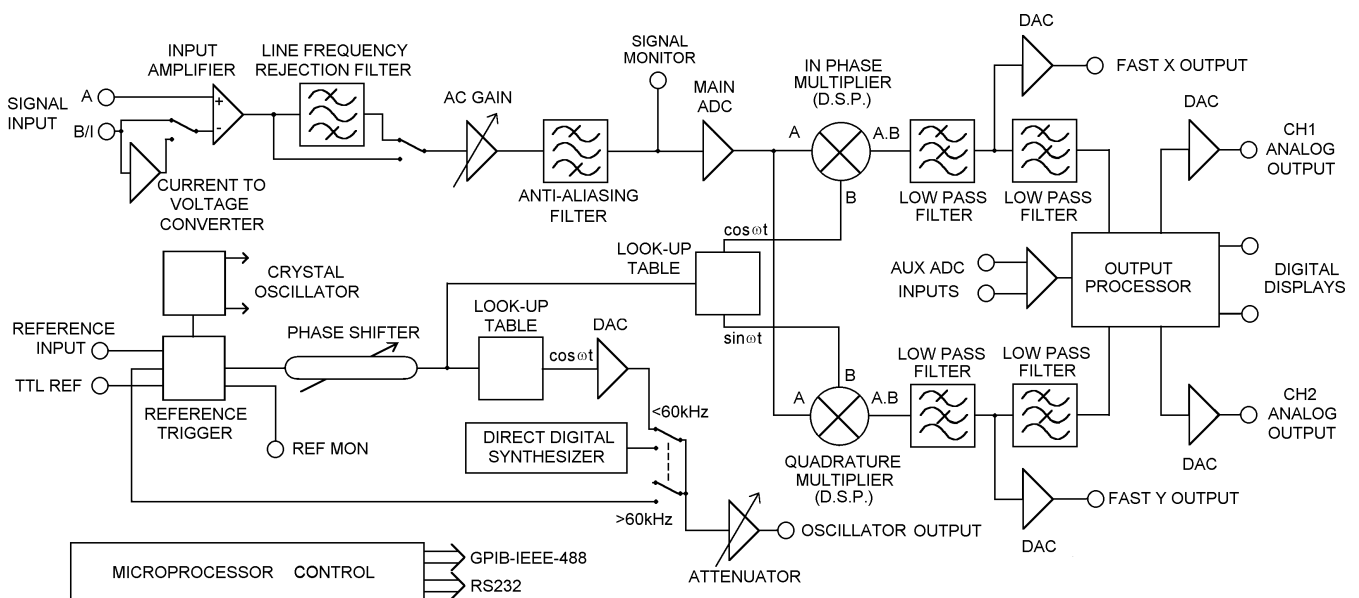 DAC
FAST X OUTPUT
SIGNAL
MONITOR
IN PHASE
MULTIPLIER
(D.S.P.)
INPUT
AMPLIFIER
LINE FREQUENCY
REJECTION FILTER
MAIN
ADC
DAC
SIGNAL
INPUT
A
B/I
+
-
AC GAIN
A
A.B
B
CH1
ANALOG
OUTPUT
CURRENT TO
VOLTAGE
CONVERTER
ANTI-ALIASING
FILTER
LOW PASS
FILTER
LOW PASS
FILTER
cosωt
LOOK-UP
TABLE
sinωt
AUX ADC
INPUTS
OUTPUT
PROCESSOR
DIGITAL
DISPLAYS
CRYSTAL
OSCILLATOR
REFERENCE
INPUT
TTL REF
PHASE SHIFTER
LOOK-UP
TABLE
cosωt
DAC
REFERENCE
TRIGGER
REF MON
<60kHz
DIRECT DIGITAL
SYNTHESIZER
>60kHz
A
B
A.B
LOW PASS
FILTER
LOW PASS
FILTER
QUADRATURE
MULTIPLIER
(D.S.P.)
CH2
ANALOG
OUTPUT
DAC
FAST Y OUTPUT
DAC
OSCILLATOR OUTPUT
ATTENUATOR
MICROPROCESSOR CONTROL
GPIB-IEEE-488
RS232